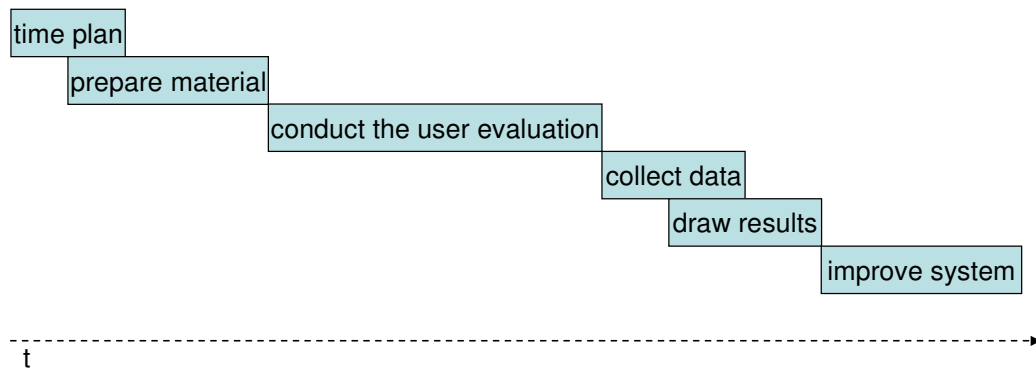 time plan
prepare material
conduct the user evaluation
collect data
draw results
improve system
t